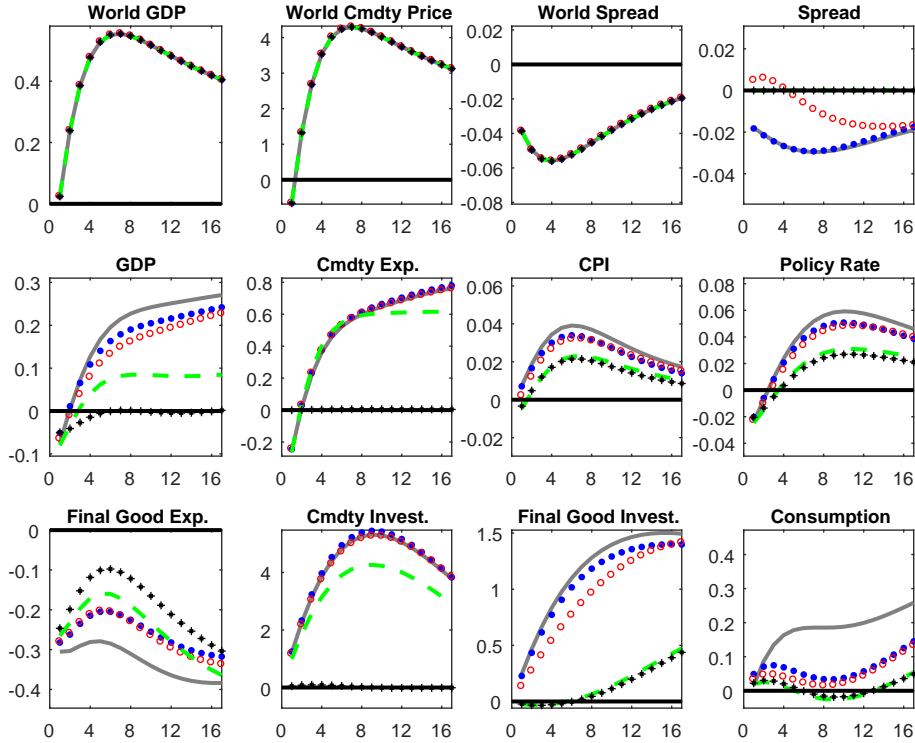 World GDP
0.4
0.2
0
0 4 8 12 16
World Cmdty Price
4
2
0
0 4 8 12 16
World Spread
0.02
0
-0.02
-0.04
-0.06
-0.08
0 4 8 12 16
Spread
0.02
0
-0.02
-0.04
0 4 8 12 16
GDP
0.3
0.2
0.1
0
-0.1
0 4 8 12 16
Cmdty Exp.
0.8
0.6
0.4
0.2
0
-0.2
0 4 8 12 16
CPI
0.06
0.04
0.02
0
-0.03
0 4 8 12 16
Policy Rate
0.08
0.06
0.04
0.02
0
-0.02
-0.04
0 4 8 12 16
Final Good Exp.
0
-0.1
-0.2
-0.3
-0.4
0 4 8 12 16
Cmdty Invest.
4
2
0
0 4 8 12 16
Final Good Invest.
1.5
1
0.5
0
0 4 8 12 16
Consumption
0.4
0.2
0.1
0
0 4 8 12 16